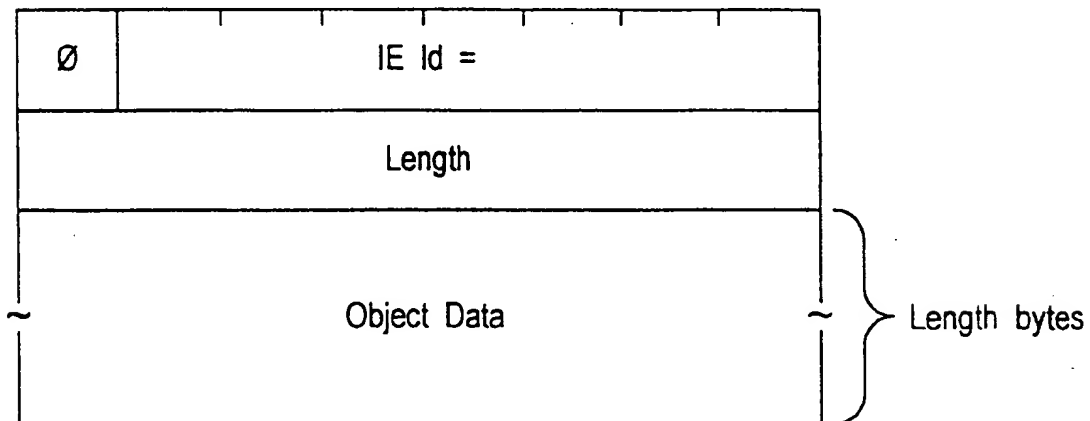 Ø IE Id =
Length
Object Data
Length bytes